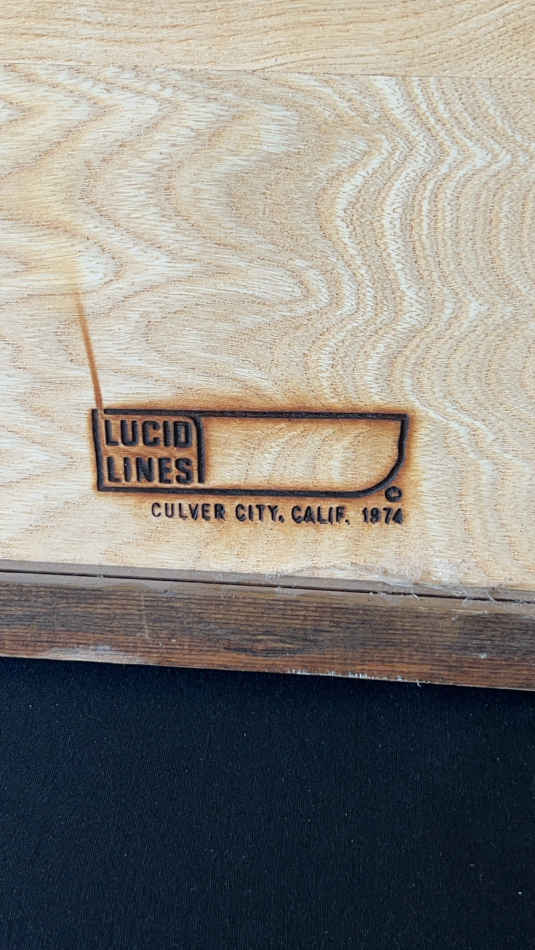 LUCID
LINES
©
CULVER CITY, CALIF. 1974